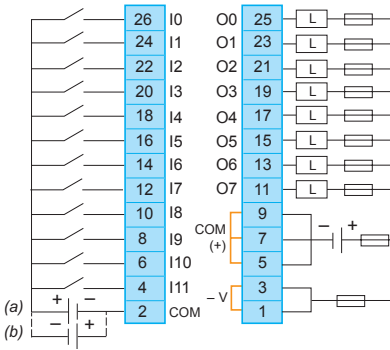 26 I0 O0 25 L
24 I1 O1 23 L
22 I2 O2 21 L
20 I3 O3 19 L
18 I4 O4 17 L
16 I5 O5 15 L
14 I6 O6 13 L
12 I7 O7 11 L
10 I8 9
COM (+) − +
8 I9 7
6 I10 5
4 I11 − V 3
(a) + − 2 COM 1
(b) − +